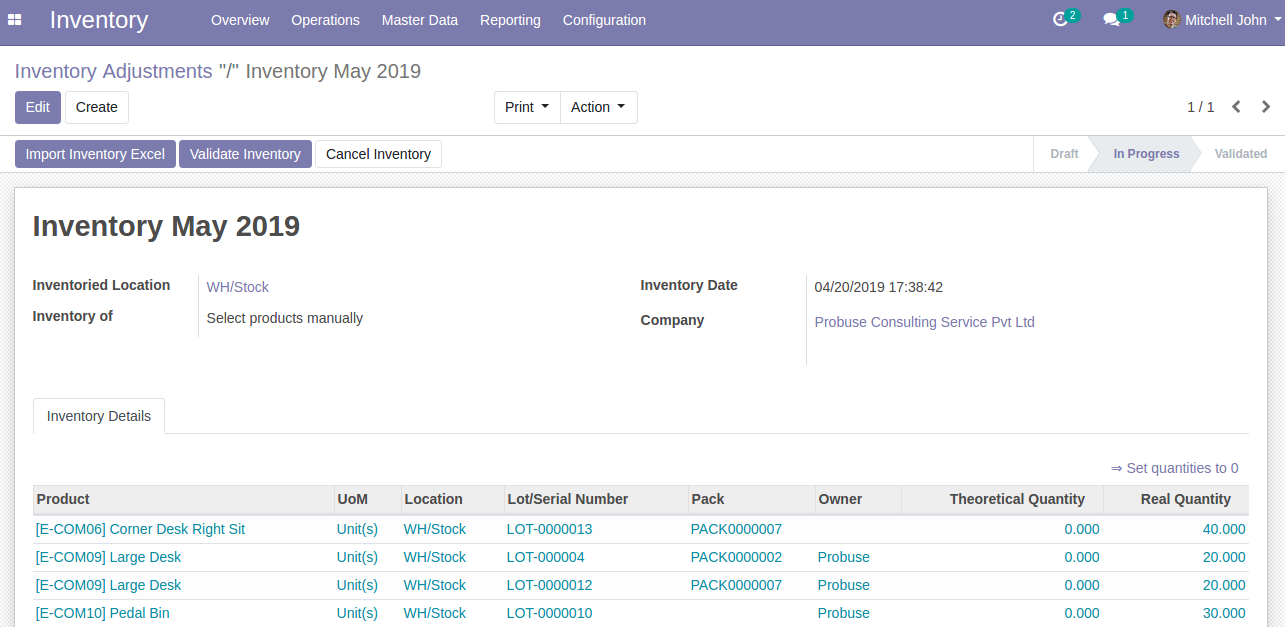 Inventory Overview Operations Master Data Reporting Configuration 2 1 Mitchell John
Inventory Adjustments "/" Inventory May 2019
Edit Create Print Action 1 / 1
Import Inventory Excel Validate Inventory Cancel Inventory Draft In Progress Validated
Inventory May 2019
Inventoried Location WH/Stock Inventory Date 04/20/2019 17:38:42
Inventory of Select products manually Company Probuse Consulting Service Pvt Ltd
Inventory Details
⇒ Set quantities to 0
Product UoM Location Lot/Serial Number Pack Owner Theoretical Quantity Real Quantity
[E-COM06] Corner Desk Right Sit Unit(s) WH/Stock LOT-0000013 PACK0000007 0.000 40.000
[E-COM09] Large Desk Unit(s) WH/Stock LOT-000004 PACK0000002 Probuse 0.000 20.000
[E-COM09] Large Desk Unit(s) WH/Stock LOT-0000012 PACK0000007 Probuse 0.000 20.000
[E-COM10] Pedal Bin Unit(s) WH/Stock LOT-0000010 Probuse 0.000 30.000